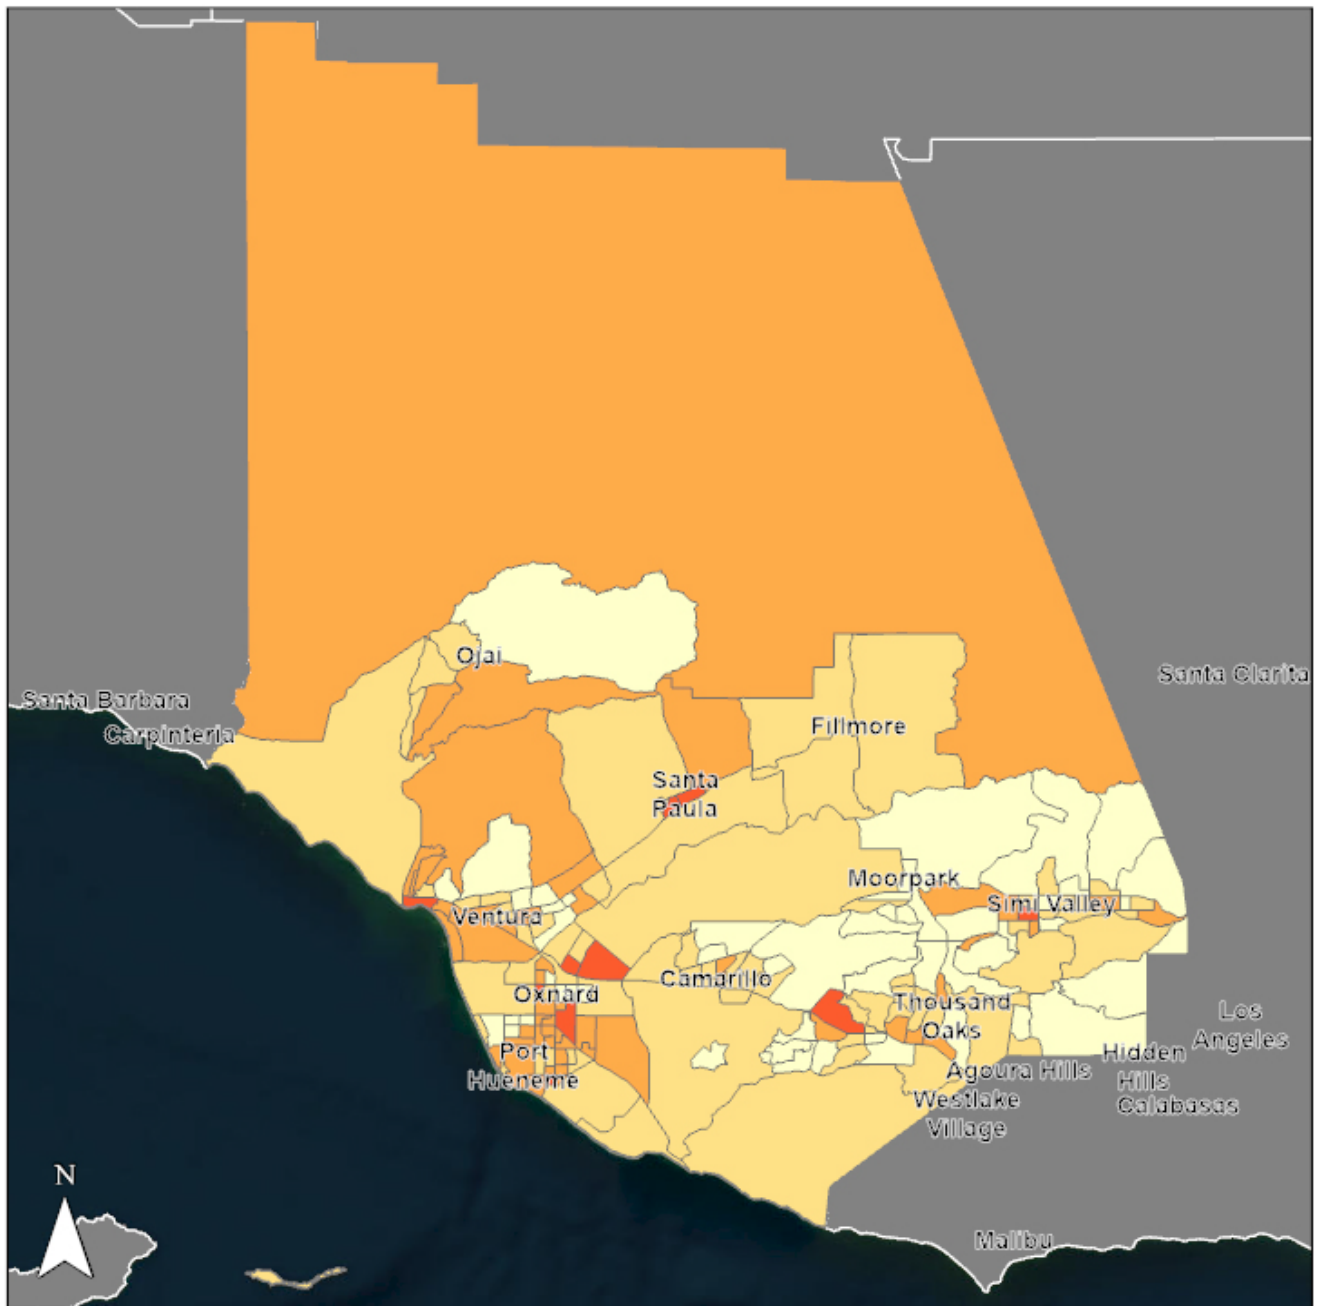 Ojai
Santa Clarita
Santa Barbara
Carpinteria
Fillmore
Santa
Paula
Moorpark
Simi Valley
Ventura
Camarillo
Oxnard
Thousand
Oaks
Los
Angeles
Port
Hueneme
Hidden
Hills
Agoura Hills
Calabasas
Westlake
Village
N
Malibu